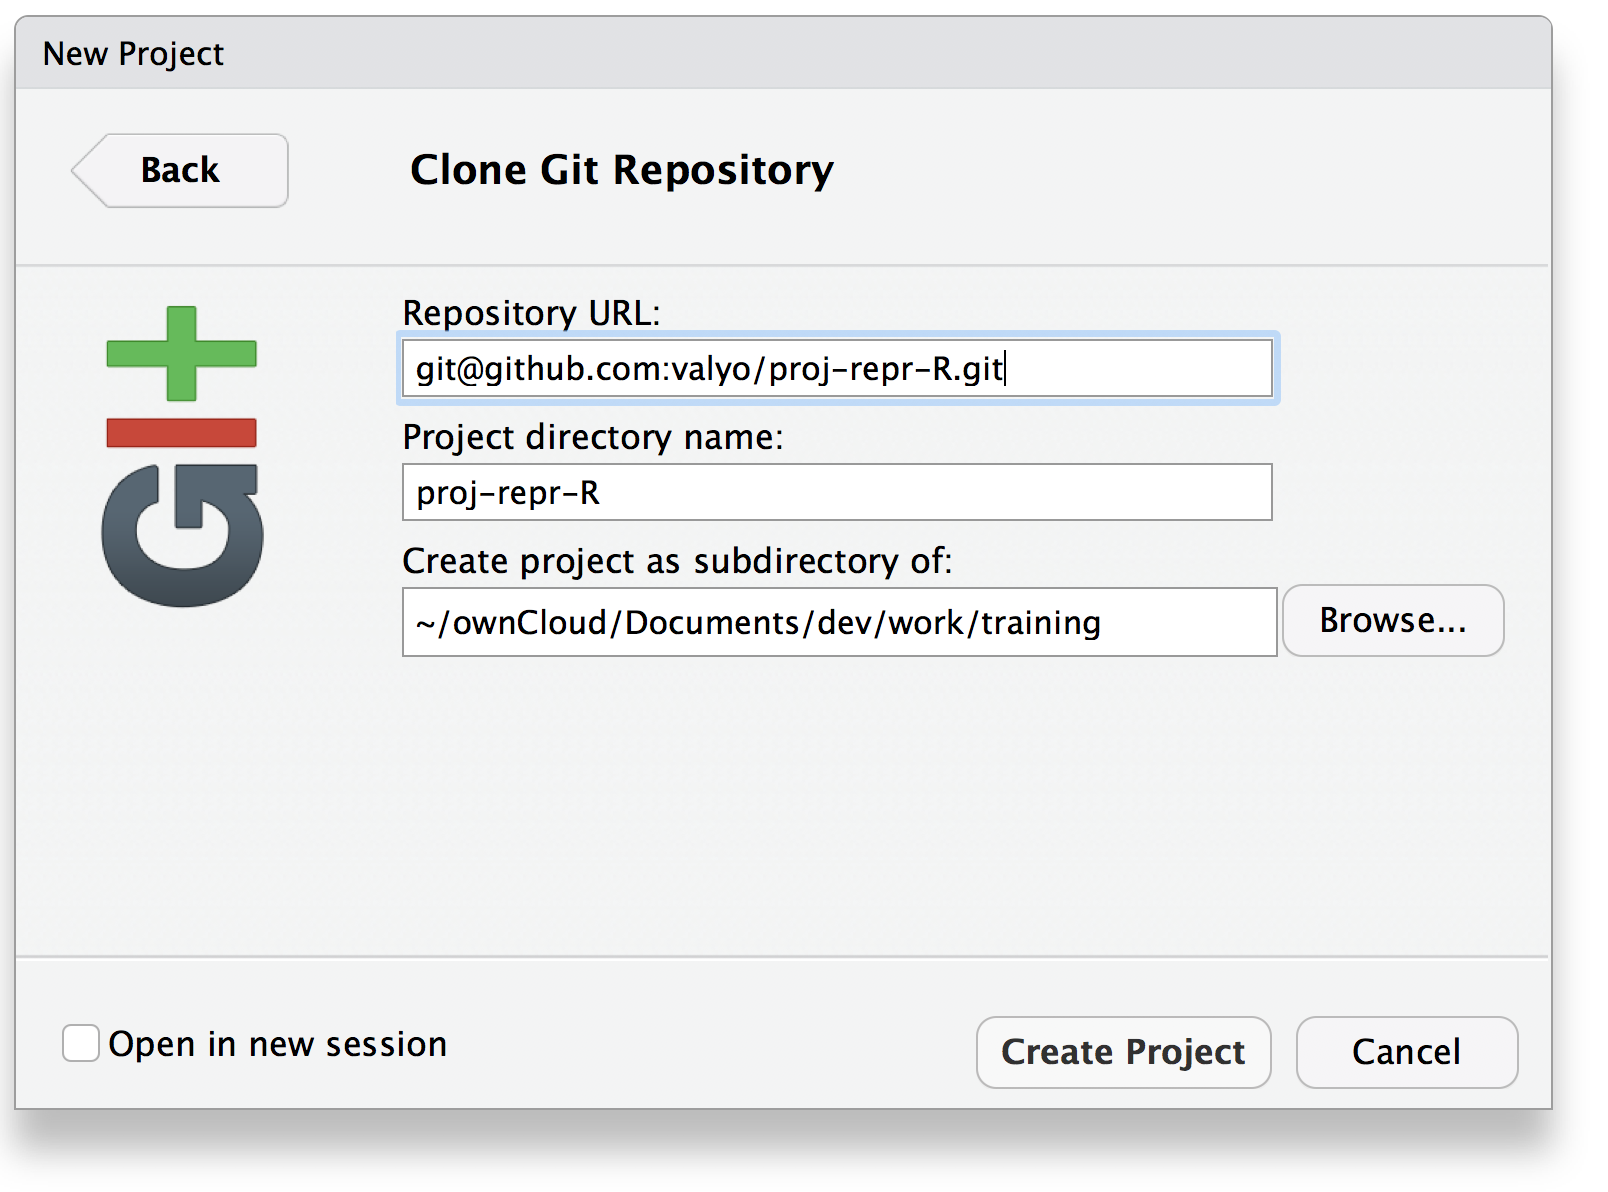 New Project
Back
Clone Git Repository
Git
Repository URL:
git@github.com:valyo/proj-repr-R.git
Project directory name:
proj-repr-R
Create project as subdirectory of:
~/ownCloud/Documents/dev/work/training
Browse...
Open in new session
Create Project
Cancel